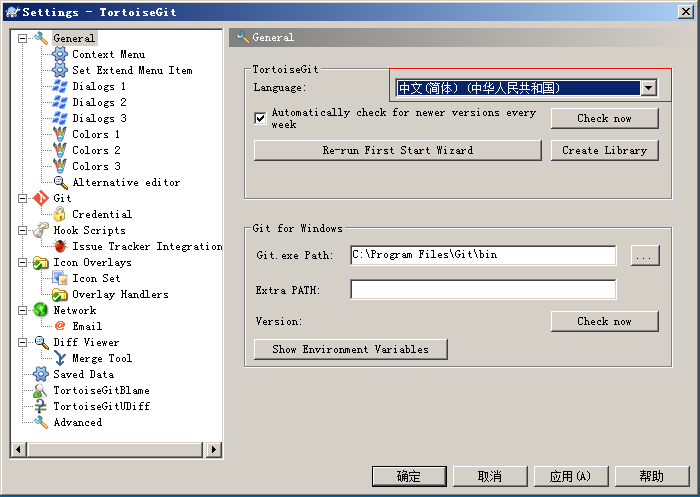 Settings - TortoiseGit
General
Context Menu
Set Extend Menu Item
Dialogs 1
Dialogs 2
Dialogs 3
Colors 1
Colors 2
Colors 3
Alternative editor
Git
Credential
Hook Scripts
Issue Tracker Integration
Icon Overlays
Icon Set
Overlay Handlers
Network
Email
Diff Viewer
Merge Tool
Saved Data
TortoiseGitBlame
TortoiseGitUDiff
Advanced
General
TortoiseGit
Language:
中文(简体) (中华人民共和国)
Automatically check for newer versions every
week
Check now
Re-run First Start Wizard
Create Library
Git for Windows
Git.exe Path:
C:\Program Files\Git\bin
...
Extra PATH:
Version:
Check now
Show Environment Variables
确定
取消
应用(A)
帮助